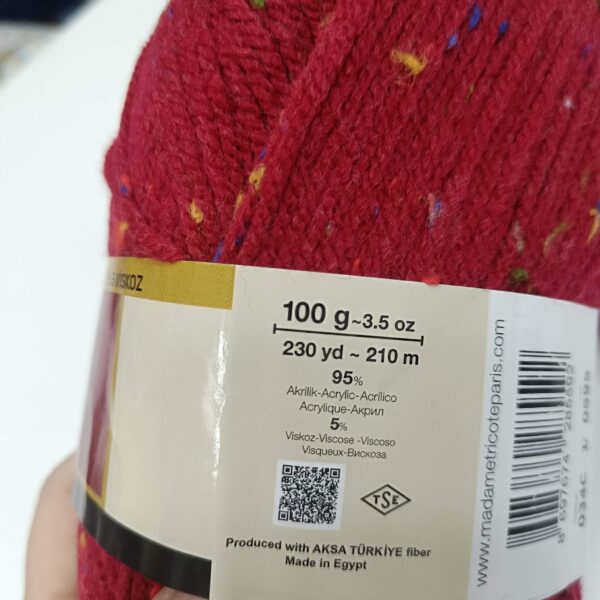 VISKOZ
100 g~3.5 oz
230 yd ~ 210 m
95%
Akrilik-Acrylic-Acrílico
Acrylique-Акрил
5%
Viskoz-Viscose -Viscoso
Visqueux-Вискоза
TSE
Produced with AKSA TÜRKİYE fiber
Made in Egypt
www.madametricoteparis.com
034C